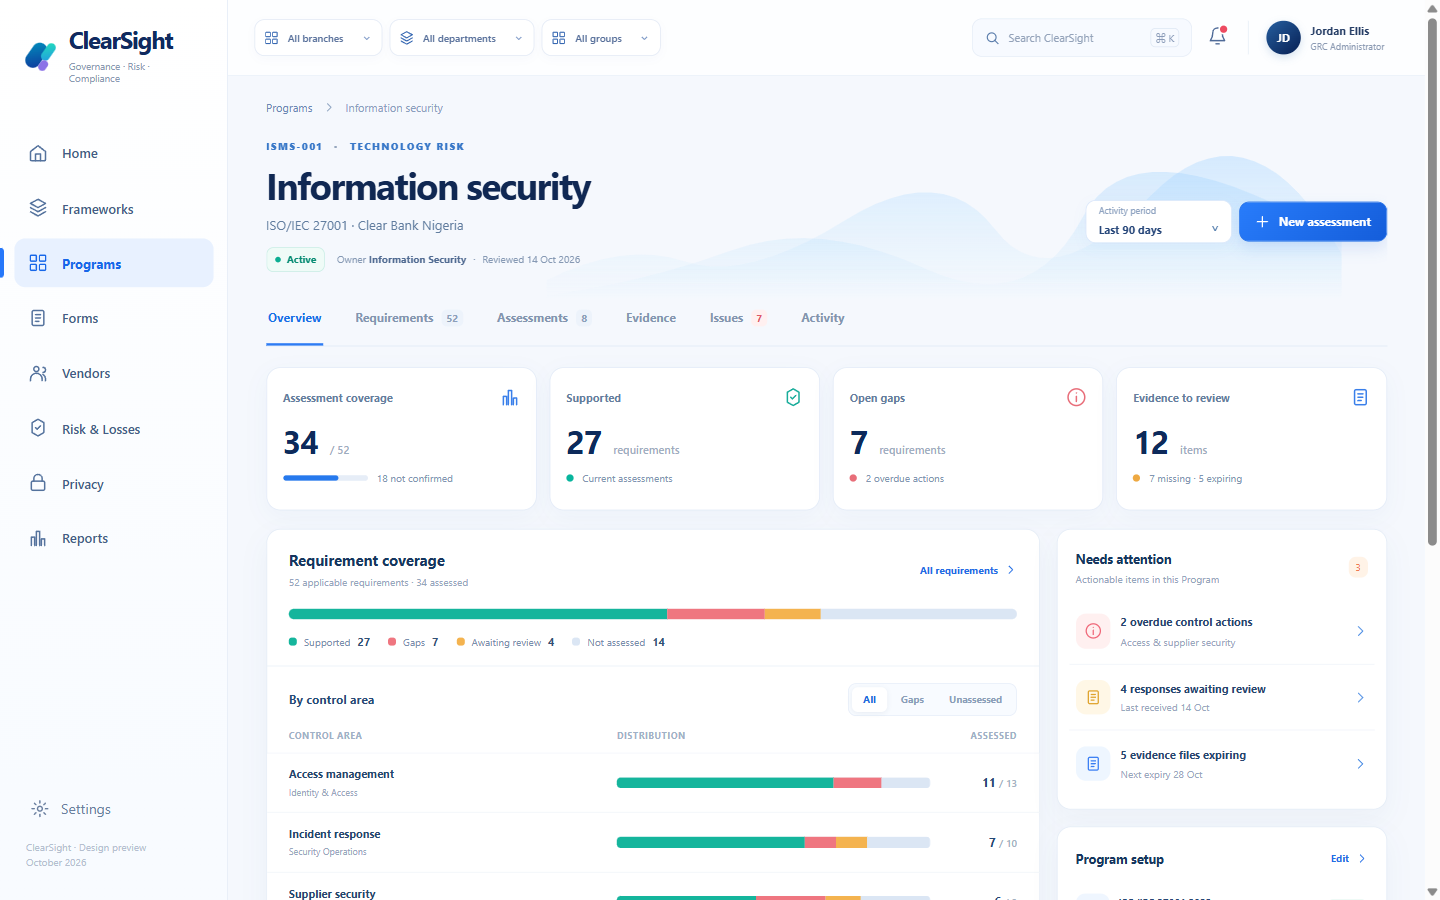 ClearSight
Governance · Risk ·
Compliance
All branches
All departments
All groups
Search ClearSight
⌘ K
JD
Jordan Ellis
GRC Administrator
Home
Frameworks
Programs
Forms
Vendors
Risk & Losses
Privacy
Reports
Settings
ClearSight · Design preview
October 2026
Programs > Information security
ISMS-001 · TECHNOLOGY RISK
Information security
ISO/IEC 27001 · Clear Bank Nigeria
Active
Owner Information Security · Reviewed 14 Oct 2026
Activity period
Last 90 days
+ New assessment
Overview
Requirements 52
Assessments 8
Evidence
Issues 7
Activity
Assessment coverage
34 / 52
18 not confirmed
Supported
27 requirements
Current assessments
Open gaps
7 requirements
2 overdue actions
Evidence to review
12 items
7 missing · 5 expiring
Requirement coverage
52 applicable requirements · 34 assessed
All requirements
Supported 27
Gaps 7
Awaiting review 4
Not assessed 14
By control area
All
Gaps
Unassessed
CONTROL AREA
DISTRIBUTION
ASSESSED
Access management
Identity & Access
11 / 13
Incident response
Security Operations
7 / 10
Supplier security
Needs attention
Actionable items in this Program
3
2 overdue control actions
Access & supplier security
4 responses awaiting review
Last received 14 Oct
5 evidence files expiring
Next expiry 28 Oct
Program setup
Edit